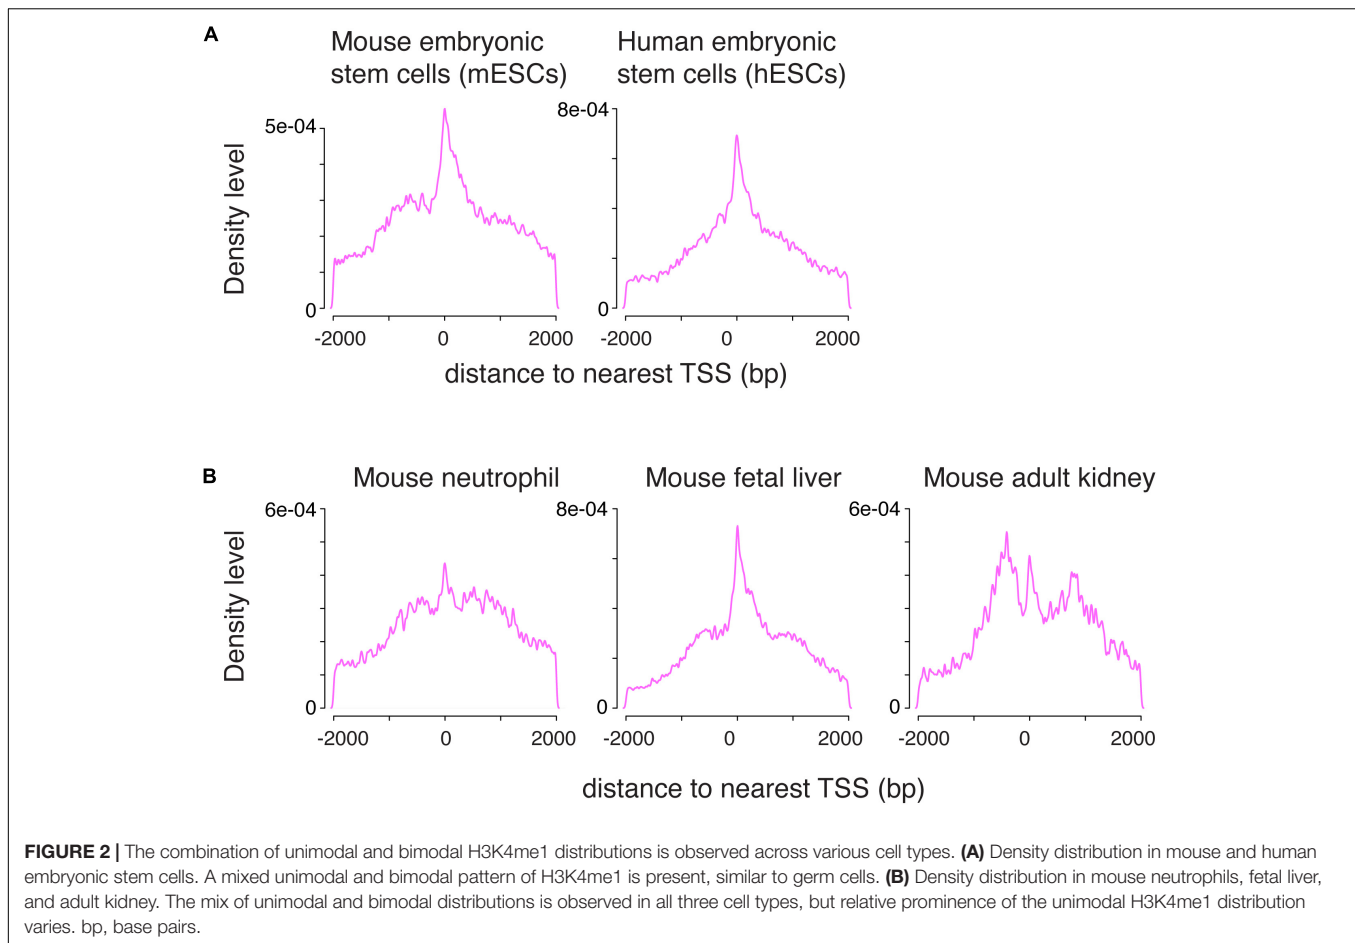 A
Mouse embryonic
stem cells (mESCs)
Human embryonic
stem cells (hESCs)
5e-04
0
8e-04
0
Density level
-2000 0 2000
-2000 0 2000
distance to nearest TSS (bp)
B
Mouse neutrophil
Mouse fetal liver
Mouse adult kidney
6e-04
0
8e-04
0
6e-04
0
Density level
-2000 0 2000
-2000 0 2000
-2000 0 2000
distance to nearest TSS (bp)
FIGURE 2 | The combination of unimodal and bimodal H3K4me1 distributions is observed across various cell types. (A) Density distribution in mouse and human
embryonic stem cells. A mixed unimodal and bimodal pattern of H3K4me1 is present, similar to germ cells. (B) Density distribution in mouse neutrophils, fetal liver,
and adult kidney. The mix of unimodal and bimodal distributions is observed in all three cell types, but relative prominence of the unimodal H3K4me1 distribution
varies. bp, base pairs.